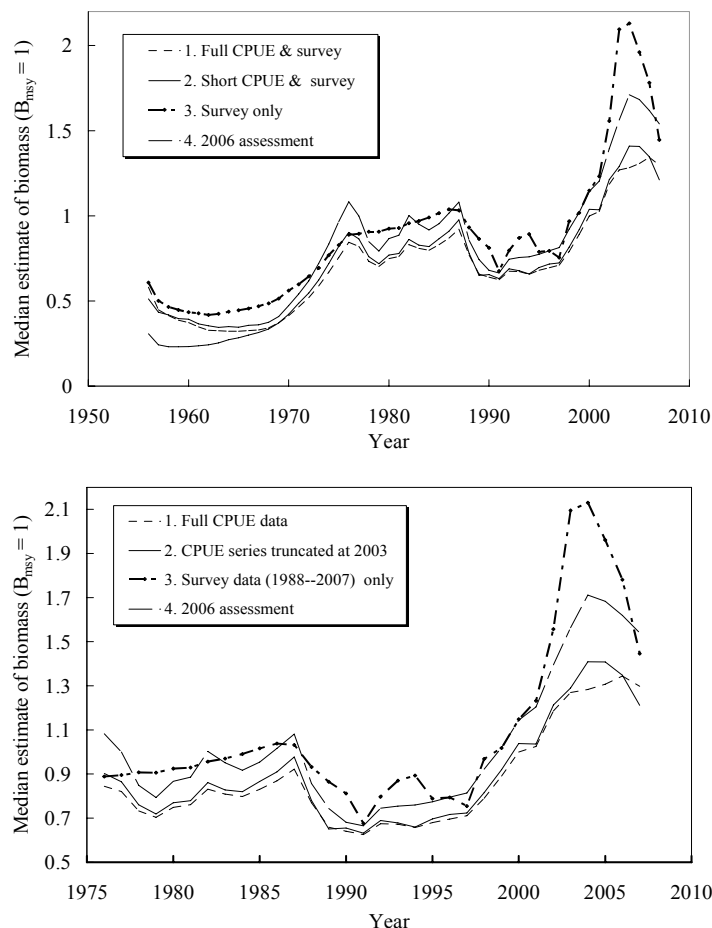 2
1.5
1
0.5
0
Median estimate of biomass (Bmsy = 1)
1. Full CPUE & survey
2. Short CPUE & survey
3. Survey only
4. 2006 assessment
1950 1960 1970 1980 1990 2000 2010
Year
2.1
1.7
1.3
1.1
0.9
0.7
0.5
Median estimate of biomass (Bmsy = 1)
1. Full CPUE data
2. CPUE series truncated at 2003
3. Survey data (1988--2007) only
4. 2006 assessment
1975 1980 1985 1990 1995 2000 2005 2010
Year